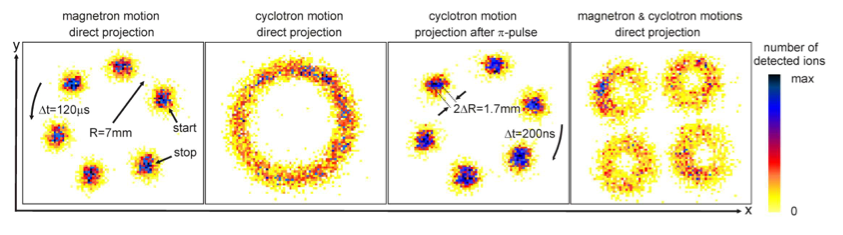 magnetron motion
direct projection
cyclotron motion
direct projection
cyclotron motion
projection after π-pulse
magnetron & cyclotron motions
direct projection
number of
detected ions
max
0
y
x
Δt=120μs
R=7mm
start
stop
2ΔR=1.7mm
Δt=200ns